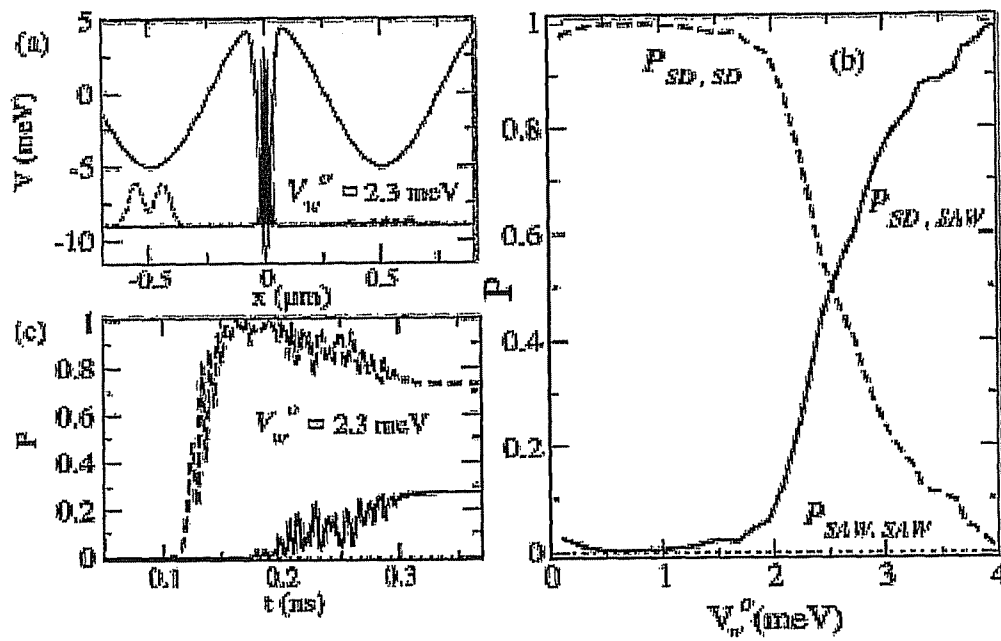 (a)
V (meV)
5
0
-5
-10
V_w^o = 2.3 meV
-0.5
0
0.5
x (μm)
(c)
P
1
0.8
0.6
0.4
0.2
0
V_w^o = 2.3 meV
0.1
0.2
0.3
t (ns)
(b)
P
1
0.8
0.6
0.4
0.2
0
P_SD, SD
P_SD, SAW
P_SAW, SAW
0
1
2
3
4
V_w^o (meV)